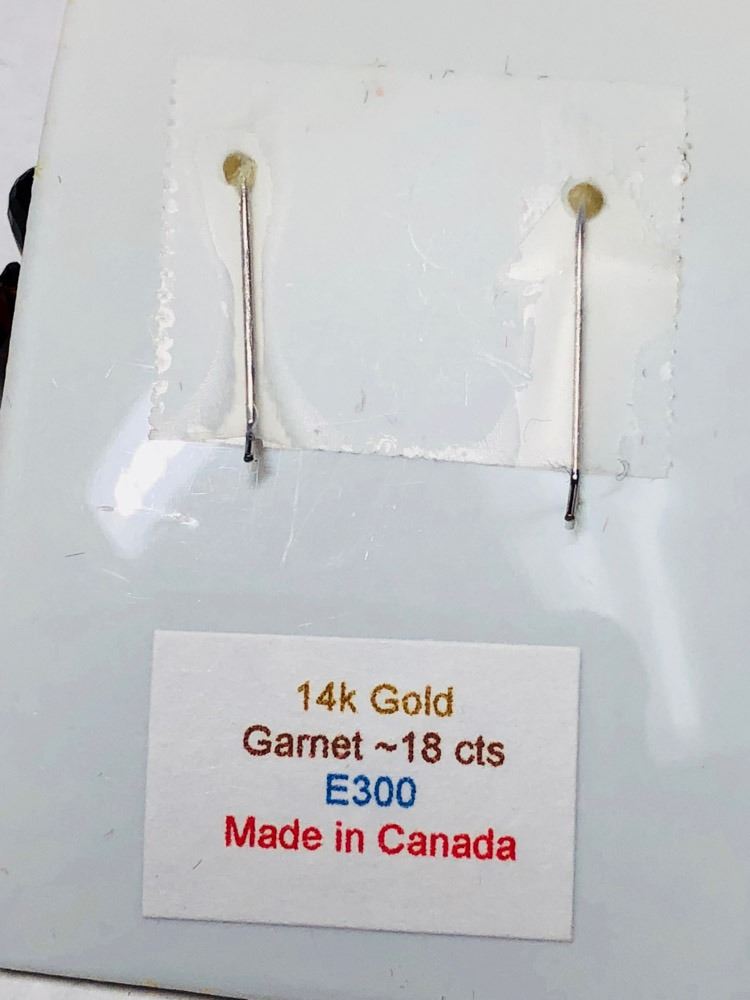 14k Gold
Garnet ~18 cts
E300
Made in Canada